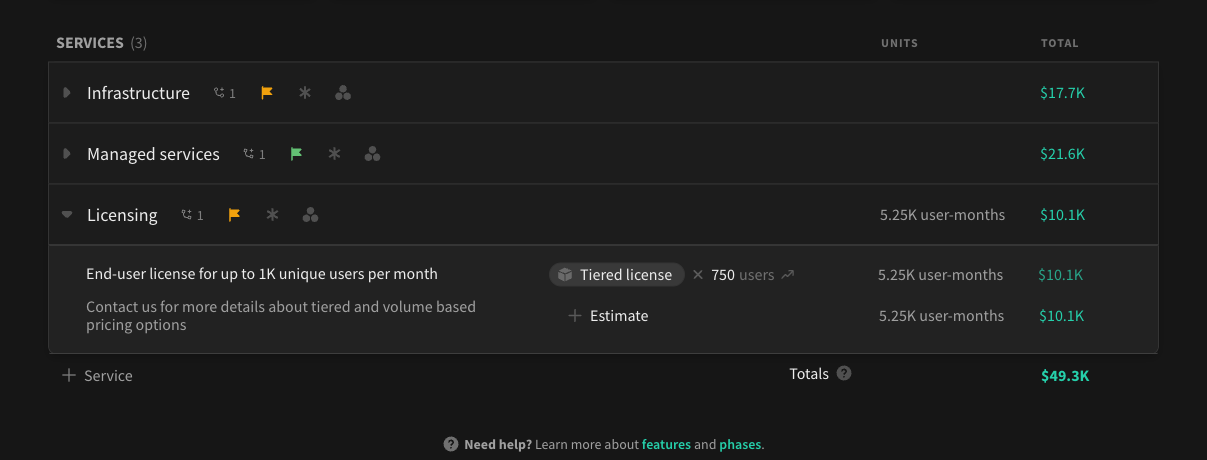 SERVICES (3) UNITS TOTAL
Infrastructure 1 $17.7K
Managed services 1 $21.6K
Licensing 1 5.25K user-months $10.1K
End-user license for up to 1K unique users per month Tiered license × 750 users 5.25K user-months $10.1K
Contact us for more details about tiered and volume based
pricing options
+ Estimate 5.25K user-months $10.1K
+ Service Totals ? $49.3K
? Need help? Learn more about features and phases.